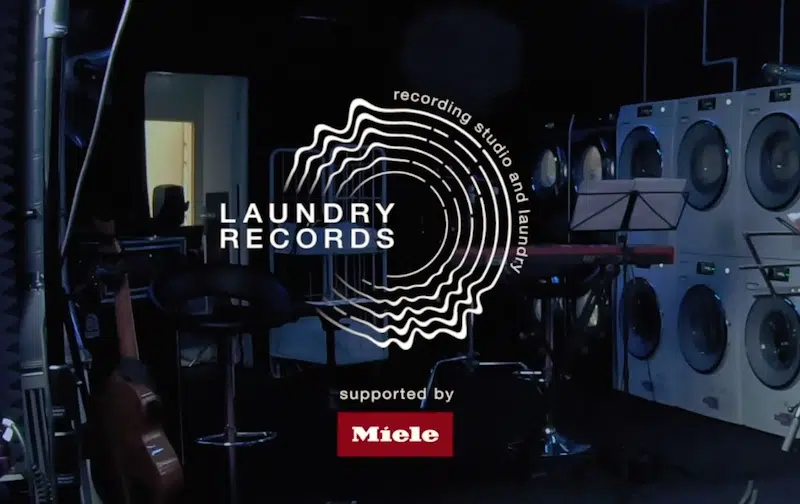 recording studio and laundry
LAUNDRY
RECORDS
supported by
Miele